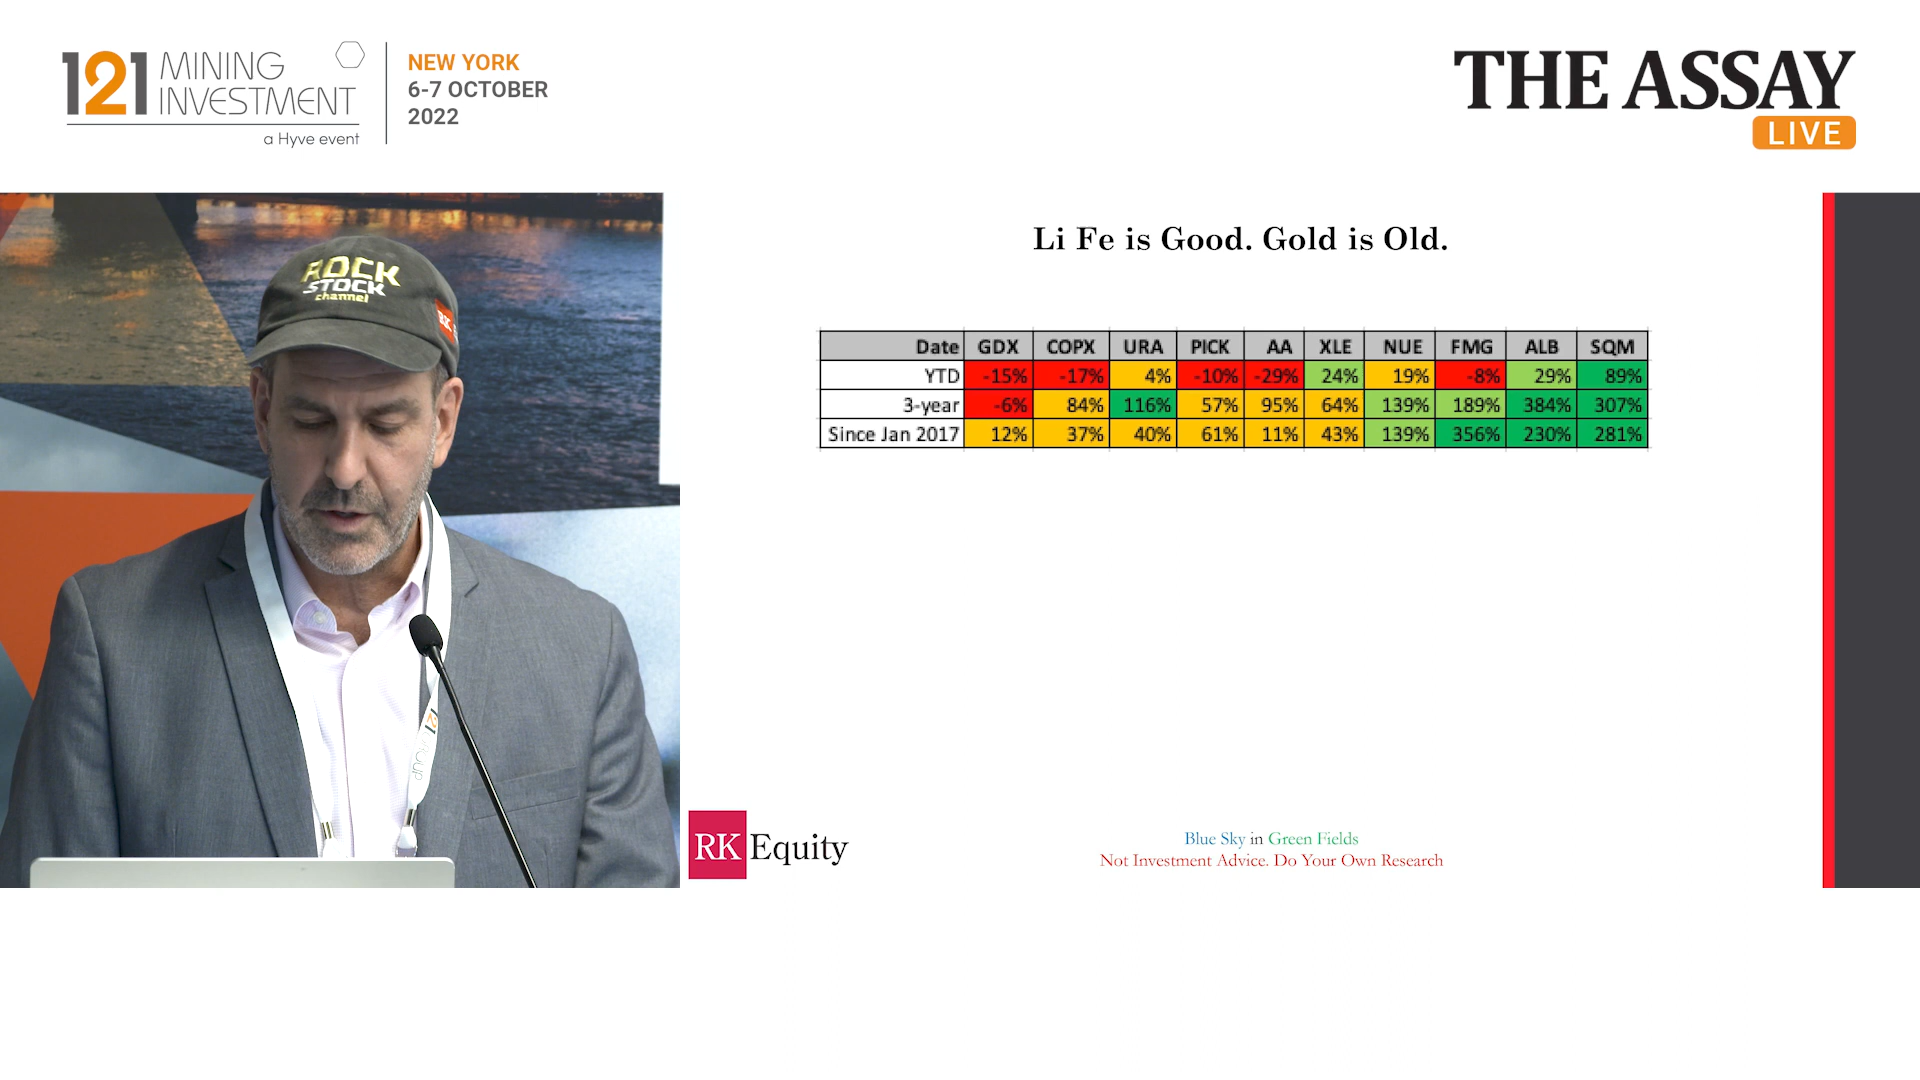 121 MINING
INVESTMENT
a Hyve event
NEW YORK
6-7 OCTOBER
2022
THE ASSAY
LIVE
ROCK
STOCK
channel
RK
Li Fe is Good. Gold is Old.
Date GDX COPX URA PICK AA XLE NUE FMG ALB SQM
YTD -15% -17% 4% -10% -29% 24% 19% -8% 29% 89%
3-year -6% 84% 116% 57% 95% 64% 139% 189% 384% 307%
Since Jan 2017 12% 37% 40% 61% 11% 43% 139% 356% 230% 281%
RK Equity
Blue Sky in Green Fields
Not Investment Advice. Do Your Own Research